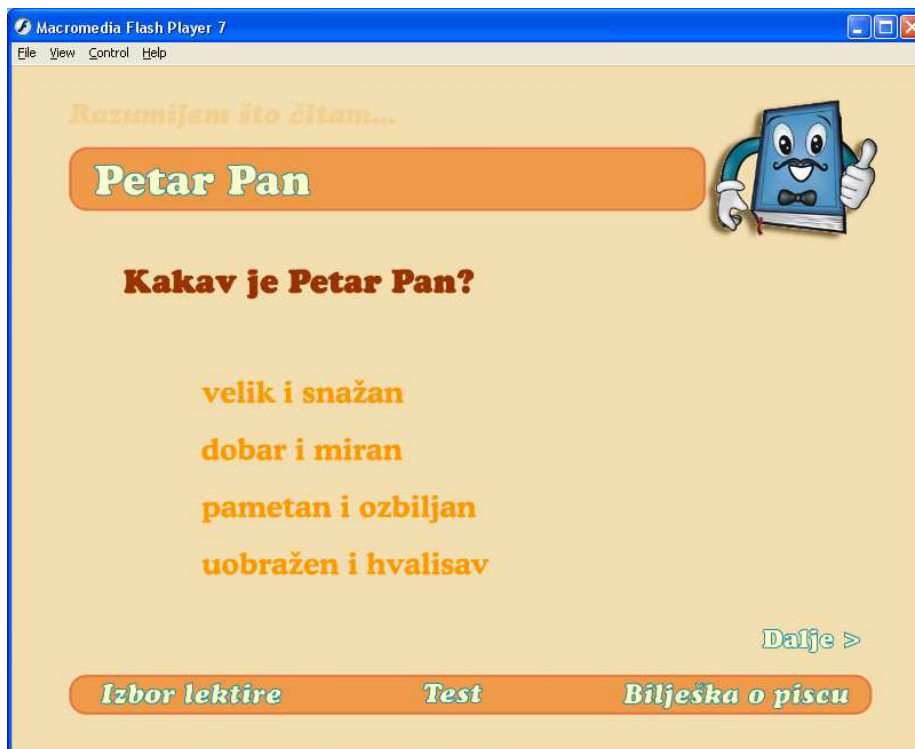 Macromedia Flash Player 7
File View Control Help
Razumijem što čitam...
Petar Pan
Kakav je Petar Pan?
velik i snažan
dobar i miran
pametan i ozbiljan
uobražen i hvalisav
Dalje >
Izbor lektire Test Bilješka o piscu